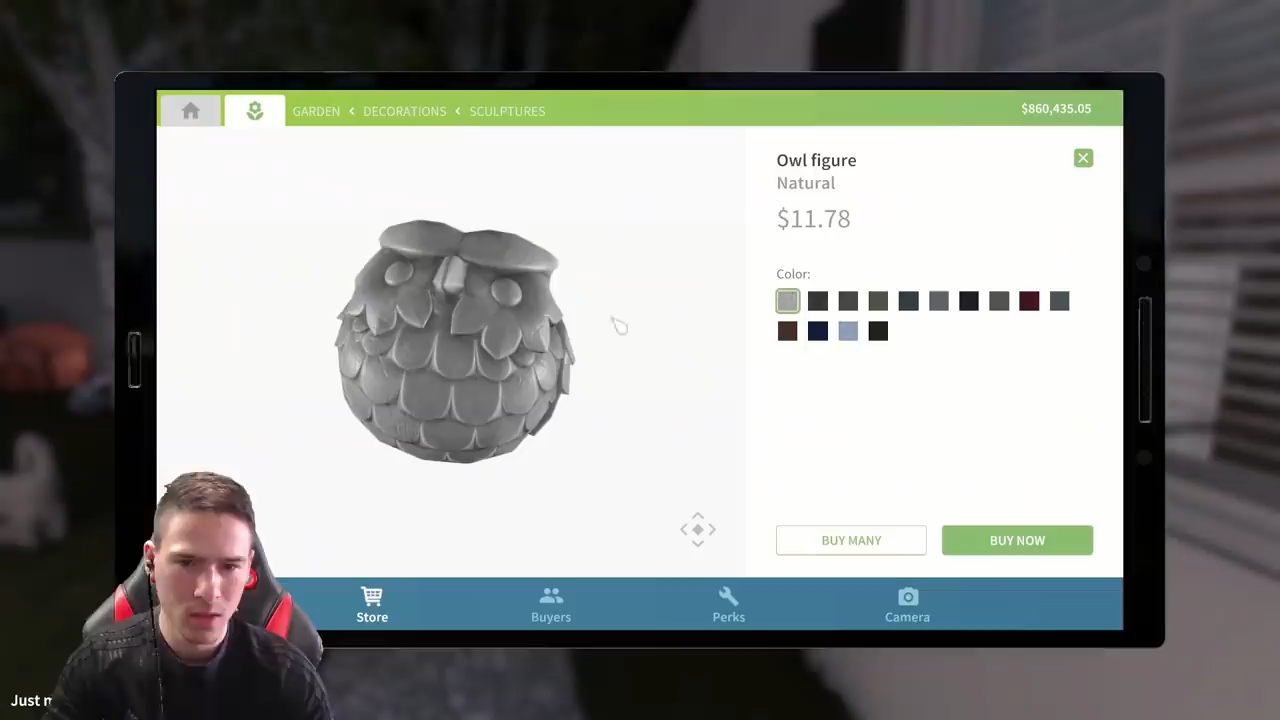 GARDEN < DECORATIONS < SCULPTURES
$860,435.05
Owl figure
Natural
$11.78
Color:
BUY MANY
BUY NOW
Store
Buyers
Perks
Camera
Just